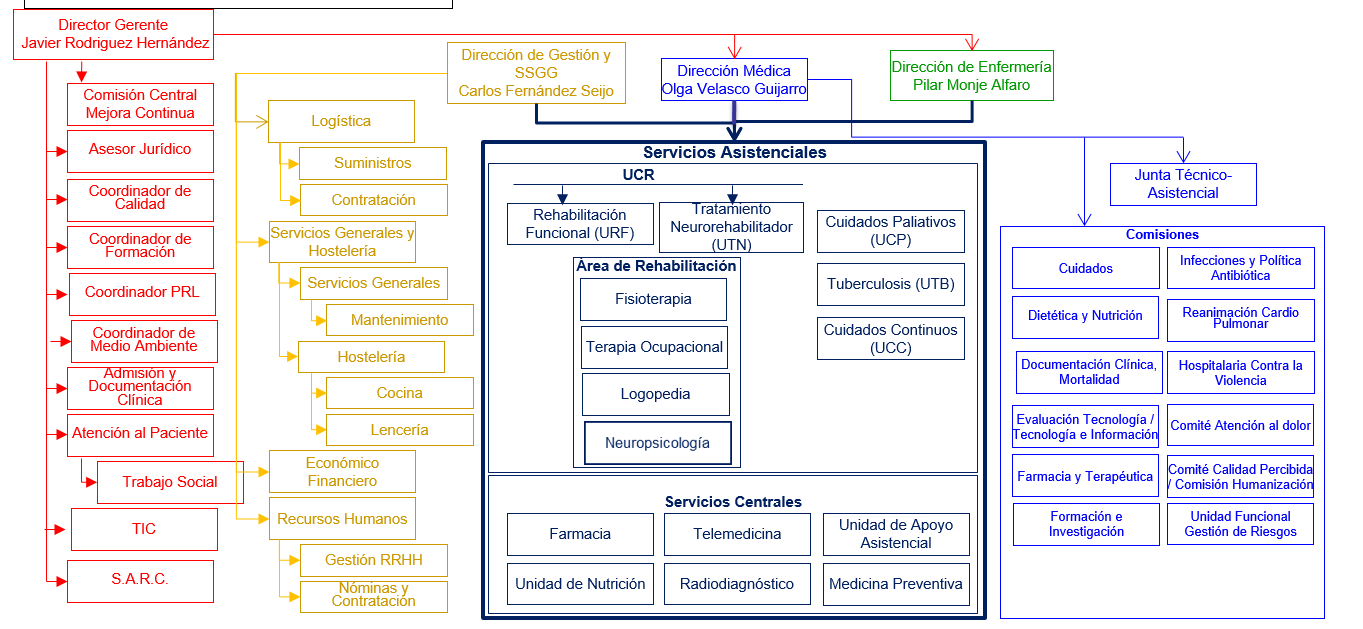 Director Gerente
Javier Rodriguez Hernández
Comisión Central
Mejora Continua
Asesor Jurídico
Coordinador de
Calidad
Coordinador de
Formación
Coordinador PRL
Coordinador de
Medio Ambiente
Admisión y
Documentación
Clínica
Atención al Paciente
Trabajo Social
TIC
S.A.R.C.
Dirección de Gestión y
SSGG
Carlos Fernández Seijo
Logística
Suministros
Contratación
Servicios Generales y
Hostelería
Servicios Generales
Mantenimiento
Hostelería
Cocina
Lencería
Económico
Financiero
Recursos Humanos
Gestión RRHH
Nóminas y
Contratación
Dirección Médica
Olga Velasco Guijarro
Dirección de Enfermería
Pilar Monje Alfaro
Servicios Asistenciales
UCR
Rehabilitación
Funcional (URF)
Tratamiento
Neurorehabilitador
(UTN)
Cuidados Paliativos
(UCP)
Tuberculosis (UTB)
Cuidados Continuos
(UCC)
Área de Rehabilitación
Fisioterapia
Terapia Ocupacional
Logopedia
Neuropsicología
Servicios Centrales
Farmacia
Telemedicina
Unidad de Apoyo
Asistencial
Unidad de Nutrición
Radiodiagnóstico
Medicina Preventiva
Junta Técnico-
Asistencial
Comisiones
Cuidados
Infecciones y Política
Antibiótica
Dietética y Nutrición
Reanimación Cardio
Pulmonar
Documentación Clínica,
Mortalidad
Hospitalaria Contra la
Violencia
Evaluación Tecnología /
Tecnología e Información
Comité Atención al dolor
Farmacia y Terapéutica
Comité Calidad Percibida
/ Comisión Humanización
Formación e
Investigación
Unidad Funcional
Gestión de Riesgos